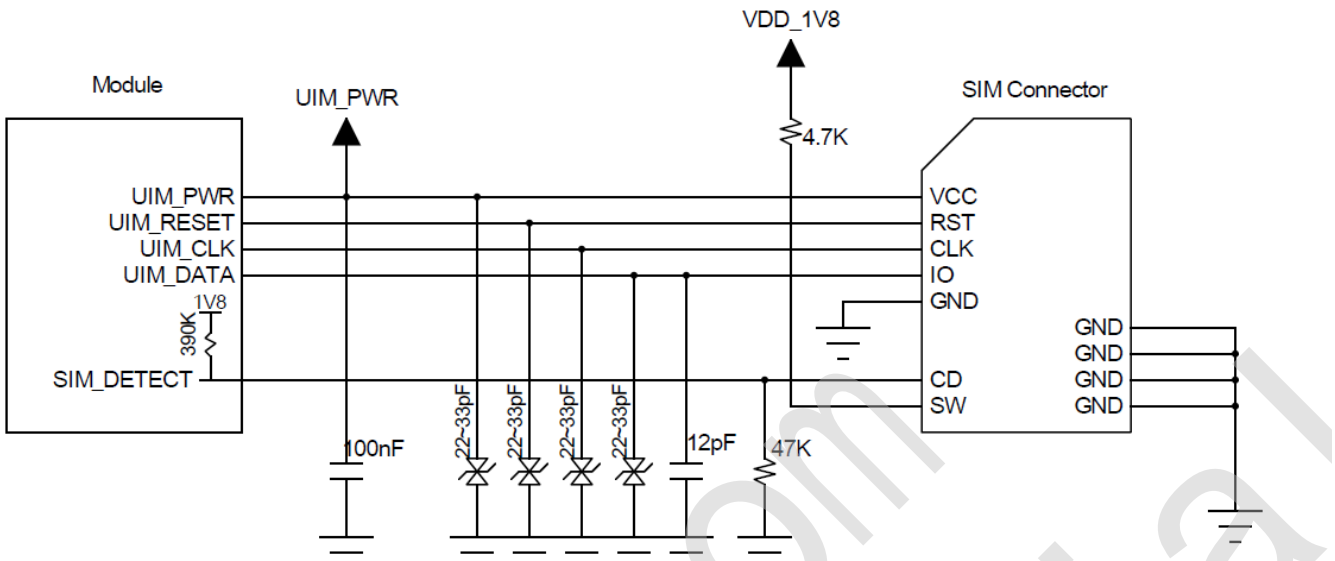 VDD_1V8
Module
UIM_PWR
SIM Connector
4.7K
UIM_PWR
UIM_RESET
UIM_CLK
UIM_DATA
1V8
390K
SIM_DETECT
VCC
RST
CLK
IO
GND
CD
SW
GND
GND
GND
GND
100nF
22~33pF
22~33pF
22~33pF
22~33pF
12pF
47K